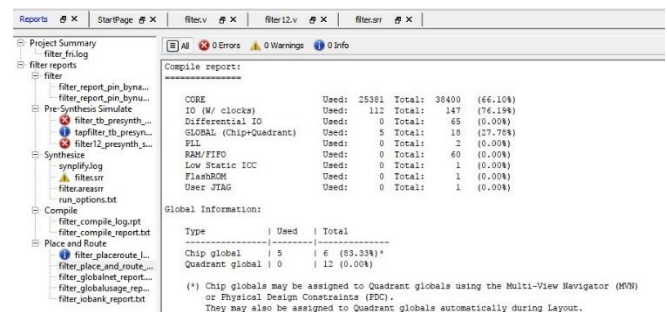 Reports StartPage filter.v filter12.v filter.srr
Project Summary
filter_fri.log
filter reports
filter
filter_report_pin_byna...
filter_report_pin_bynu...
Pre-Synthesis Simulate
filter_tb_presynth_...
tapfilter_tb_presyn...
filter12_presynth_s...
Synthesize
synplify.log
filter.srr
filter.areasrr
run_options.txt
Compile
filter_compile_log.rpt
filter_compile_report.txt
Place and Route
filter_placeroute_l...
filter_place_and_route_...
filter_globalnet_report....
filter_globalusage_rep...
filter_iobank_report.txt
All 0 Errors 0 Warnings 0 Info
Compile report:
===============
CORE Used: 25381 Total: 38400 (66.10%)
IO (W/ clocks) Used: 112 Total: 147 (76.19%)
Differential IO Used: 0 Total: 65 (0.00%)
GLOBAL (Chip+Quadrant) Used: 5 Total: 18 (27.78%)
PLL Used: 0 Total: 2 (0.00%)
RAM/FIFO Used: 0 Total: 60 (0.00%)
Low Static ICC Used: 0 Total: 1 (0.00%)
FlashROM Used: 0 Total: 1 (0.00%)
User JTAG Used: 0 Total: 1 (0.00%)
Global Information:
Type | Used | Total
-----------------|--------|--------------
Chip global | 5 | 6 (83.33%)*
Quadrant global | 0 | 12 (0.00%)
(*) Chip globals may be assigned to Quadrant globals using the Multi-View Navigator (MVN)
or Physical Design Constraints (PDC).
They may also be assigned to Quadrant globals automatically during Layout.